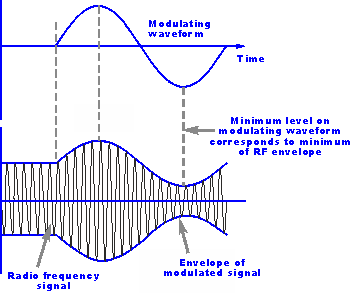 Modulating
waveform
Time
Minimum level on
modulating waveform
corresponds to minimum
of RF envelope
Radio frequency
signal
Envelope of
modulated signal